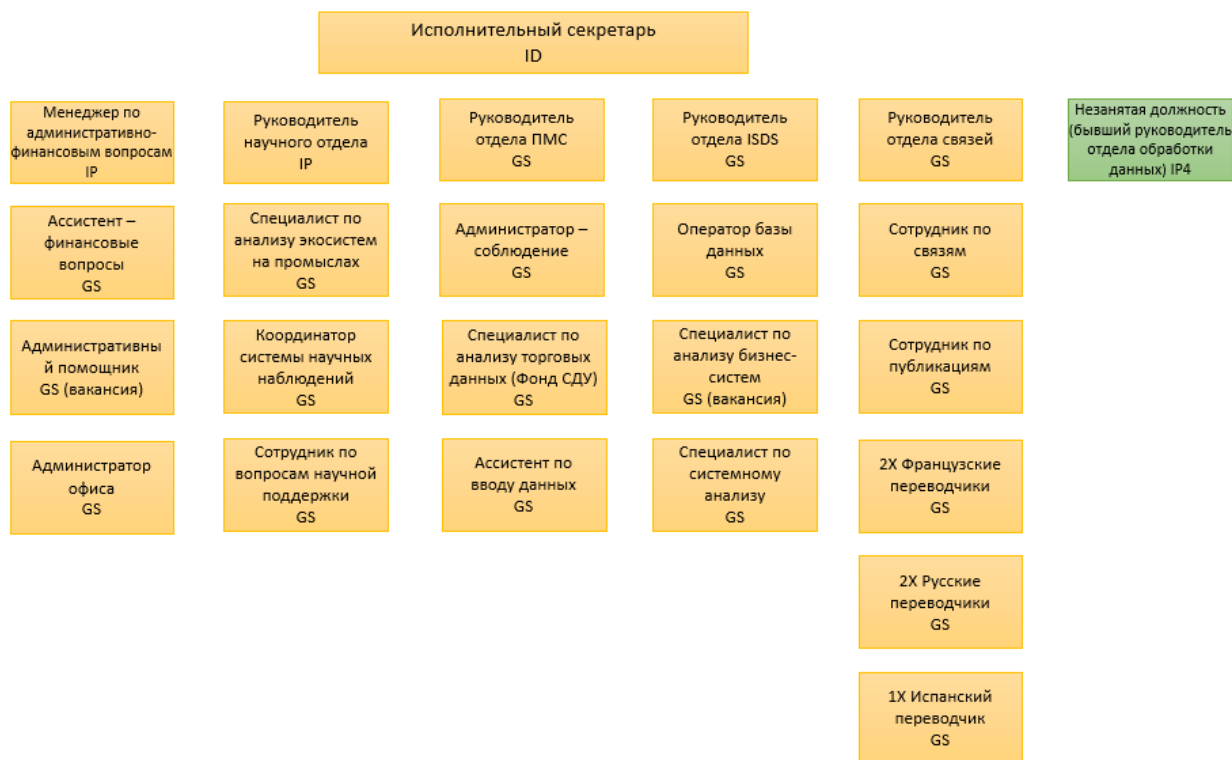 Исполнительный секретарь
ID
Менеджер по
административно-
финансовым вопросам
IP
Руководитель
научного отдела
IP
Руководитель
отдела ПМС
GS
Руководитель
отдела ISDS
GS
Руководитель
отдела связей
GS
Незанятая должность
(бывший руководитель
отдела обработки
данных) IP4
Ассистент –
финансовые
вопросы
GS
Специалист по
анализу экосистем
на промыслах
GS
Администратор –
соблюдение
GS
Оператор базы
данных
GS
Сотрудник по
связям
GS
Административны
й помощник
GS (вакансия)
Координатор
системы научных
наблюдений
GS
Специалист по
анализу торговых
данных (Фонд СДУ)
GS
Специалист по
анализу бизнес-
систем
GS (вакансия)
Сотрудник по
публикациям
GS
Администратор
офиса
GS
Сотрудник по
вопросам научной
поддержки
GS
Ассистент по
вводу данных
GS
Специалист по
системному
анализу
GS
2X Французские
переводчики
GS
2X Русские
переводчики
GS
1X Испанский
переводчик
GS